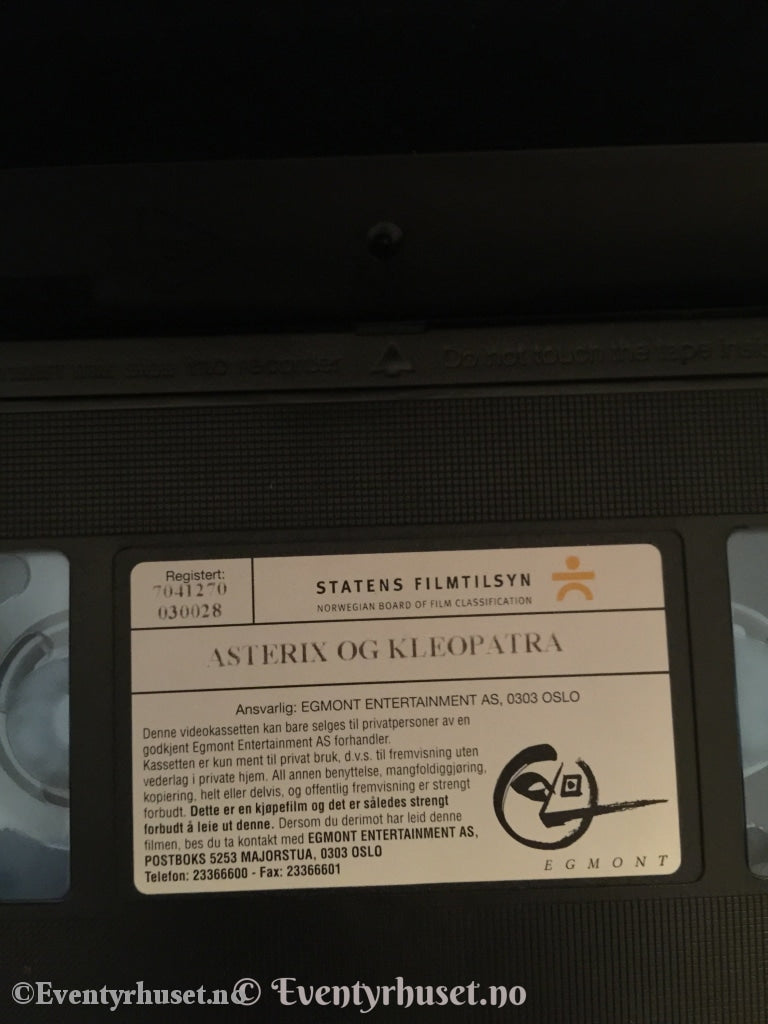 recorder Do not touch the tape insi
Registert:
7041270
030028
STATENS FILMTILSYN
NORWEGIAN BOARD OF FILM CLASSIFICATION
ASTERIX OG KLEOPATRA
Ansvarlig: EGMONT ENTERTAINMENT AS, 0303 OSLO
Denne videokassetten kan bare selges til privatpersoner av en
godkjent Egmont Entertainment AS forhandler.
Kassetten er kun ment til privat bruk, d.v.s. til fremvisning uten
vederlag i private hjem. All annen benyttelse, mangfoldiggjøring,
kopiering, helt eller delvis, og offentlig fremvisning er strengt
forbudt. Dette er en kjøpefilm og det er således strengt
forbudt å leie ut denne. Dersom du derimot har leid denne
filmen, bes du ta kontakt med EGMONT ENTERTAINMENT AS,
POSTBOKS 5253 MAJORSTUA, 0303 OSLO
Telefon: 23366600 - Fax: 23366601
EGMONT
©Eventyrhuset.no © Eventyrhuset.no